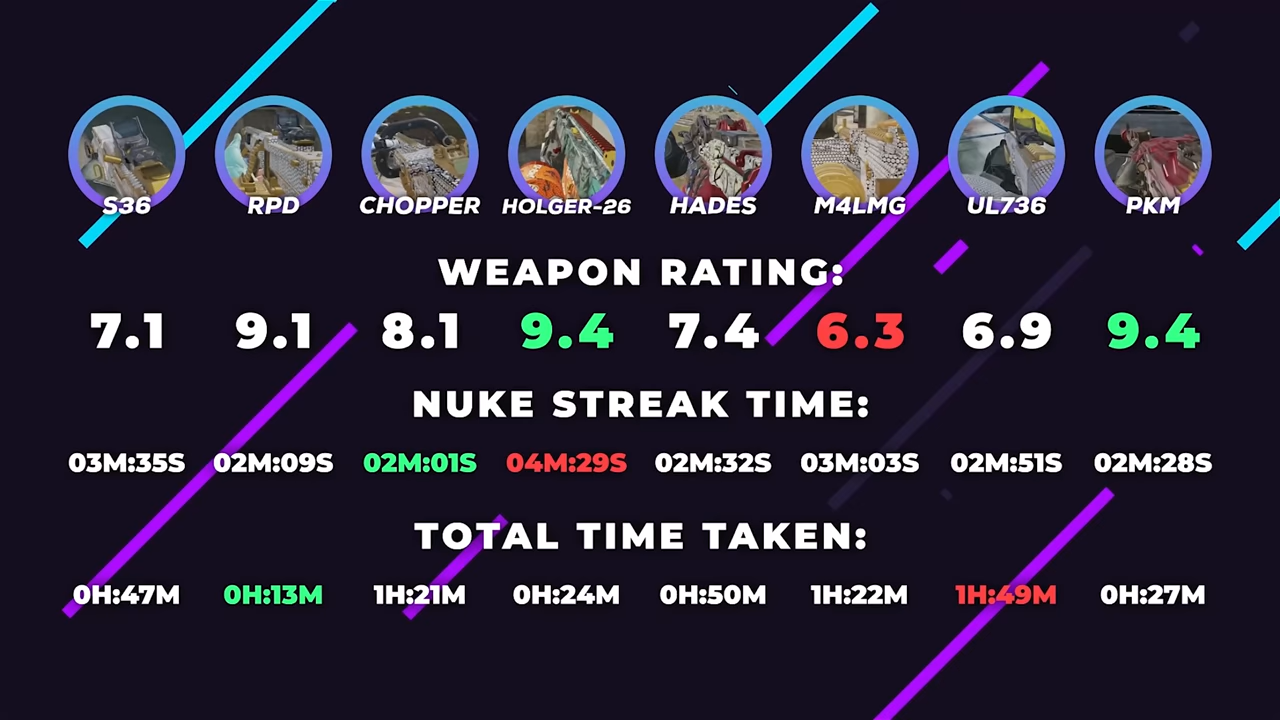 S36 RPD CHOPPER HOLGER-26 HADES M4LMG UL736 PKM
WEAPON RATING:
7.1 9.1 8.1 9.4 7.4 6.3 6.9 9.4
NUKE STREAK TIME:
03M:35S 02M:09S 02M:01S 04M:29S 02M:32S 03M:03S 02M:51S 02M:28S
TOTAL TIME TAKEN:
0H:47M 0H:13M 1H:21M 0H:24M 0H:50M 1H:22M 1H:49M 0H:27M